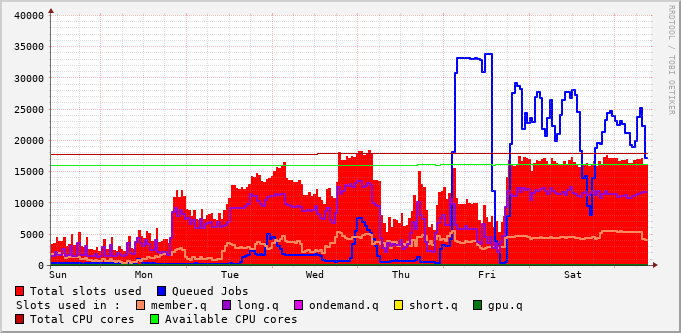 40000
35000
30000
25000
20000
15000
10000
5000
0
Sun Mon Tue Wed Thu Fri Sat
RRDTOOL / TOBI OETIKER
Total slots used Queued Jobs
Slots used in : member.q long.q ondemand.q short.q gpu.q
Total CPU cores Available CPU cores